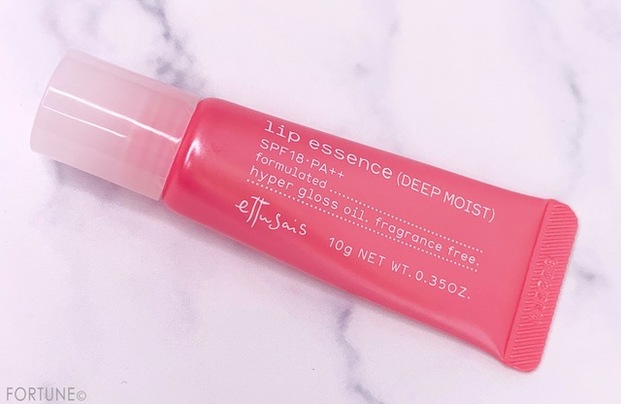 lip essence (DEEP MOIST)
SPF18・PA++
formulated
hyper gloss oil. fragrance free.
ettusais
10g NET WT. 0.35OZ.
FORTUNE©